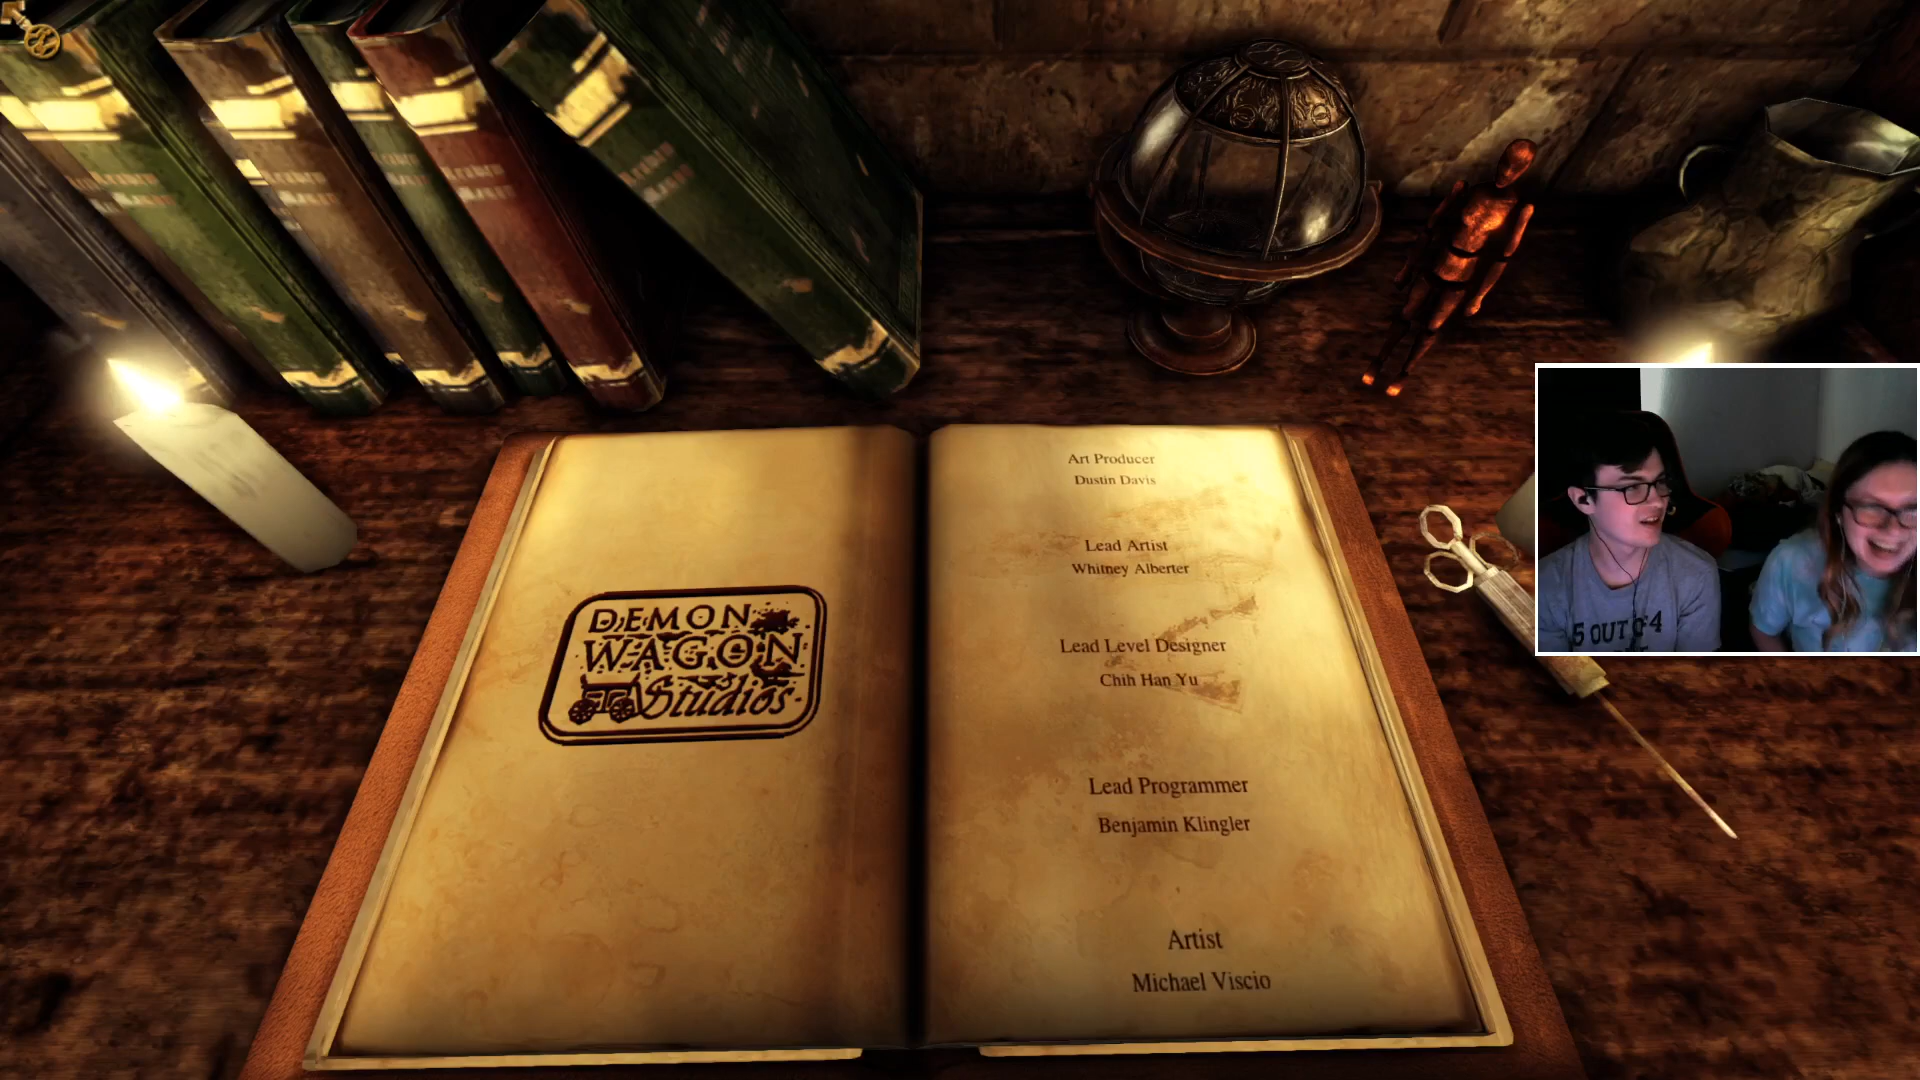 DEMON
WAGON
Studios
Art Producer
Dustin Davis
Lead Artist
Whitney Alberter
Lead Level Designer
Chih Han Yu
Lead Programmer
Benjamin Klingler
Artist
Michael Viscio
5 OUT OF 4